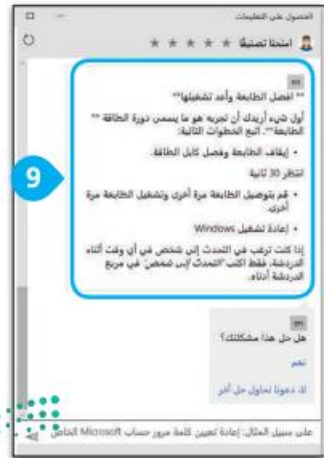 الحصول على التعليمات
امنحنا تصنيفًا ★ ★ ★ ★ ★
** افصل الطابعة وأعد تشغيلها**
أول شيء أريدك أن تجربه هو ما يسمى دورة الطاقة **
الطابعة**. اتبع الخطوات التالية:
• إيقاف الطابعة وفصل كابل الطاقة.
انتظر 30 ثانية
• قم بتوصيل الطابعة مرة أخرى وتشغيل الطابعة مرة
أخرى.
• إعادة تشغيل Windows
إذا كنت ترغب في التحدث إلى شخص في أي وقت أثناء
الدردشة، فقط اكتب "التحدث إلى شخص" في مربع
الدردشة أدناه.
9
هل حل هذا مشكلتك؟
نعم
لا، دعونا نحاول حل آخر
على سبيل المثال: إعادة تعيين كلمة مرور حساب Microsoft الخاص